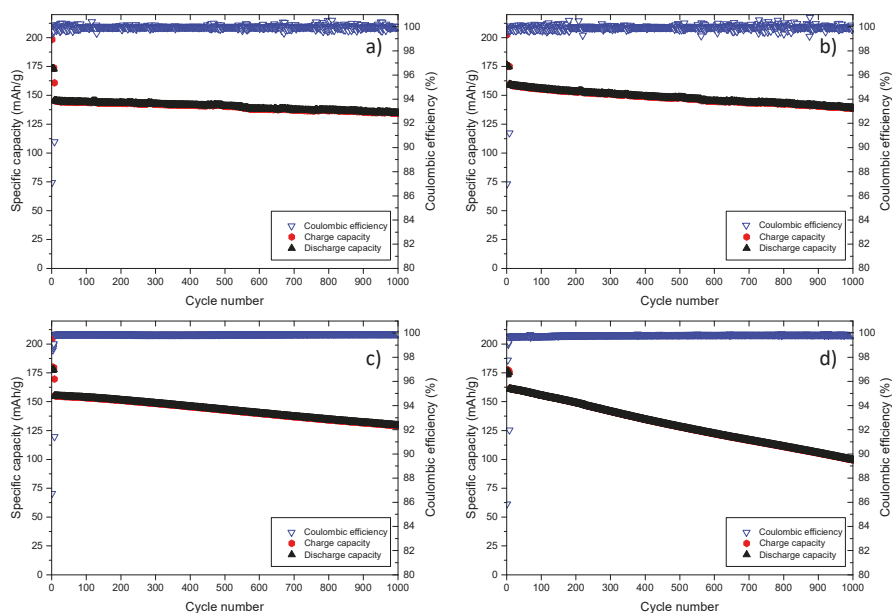 a)
200
175
150
125
100
75
50
25
0
Specific capacity (mAh/g)
100
98
96
94
92
90
88
86
84
82
80
Coulombic efficiency (%)
Coulombic efficiency
Charge capacity
Discharge capacity
0 100 200 300 400 500 600 700 800 900 1000
Cycle number
b)
200
175
150
125
100
75
50
25
0
Specific capacity (mAh/g)
100
98
96
94
92
90
88
86
84
82
80
Coulombic efficiency (%)
Coulombic efficiency
Charge capacity
Discharge capacity
0 100 200 300 400 500 600 700 800 900 1000
Cycle number
c)
200
175
150
125
100
75
50
25
0
Specific capacity (mAh/g)
100
98
96
94
92
90
88
86
84
82
80
Coulombic efficiency (%)
Coulombic efficiency
Charge capacity
Discharge capacity
0 100 200 300 400 500 600 700 800 900 1000
Cycle number
d)
200
175
150
125
100
75
50
25
0
Specific capacity (mAh/g)
100
98
96
94
92
90
88
86
84
82
80
Coulombic efficiency (%)
Coulombic efficiency
Charge capacity
Discharge capacity
0 100 200 300 400 500 600 700 800 900 1000
Cycle number